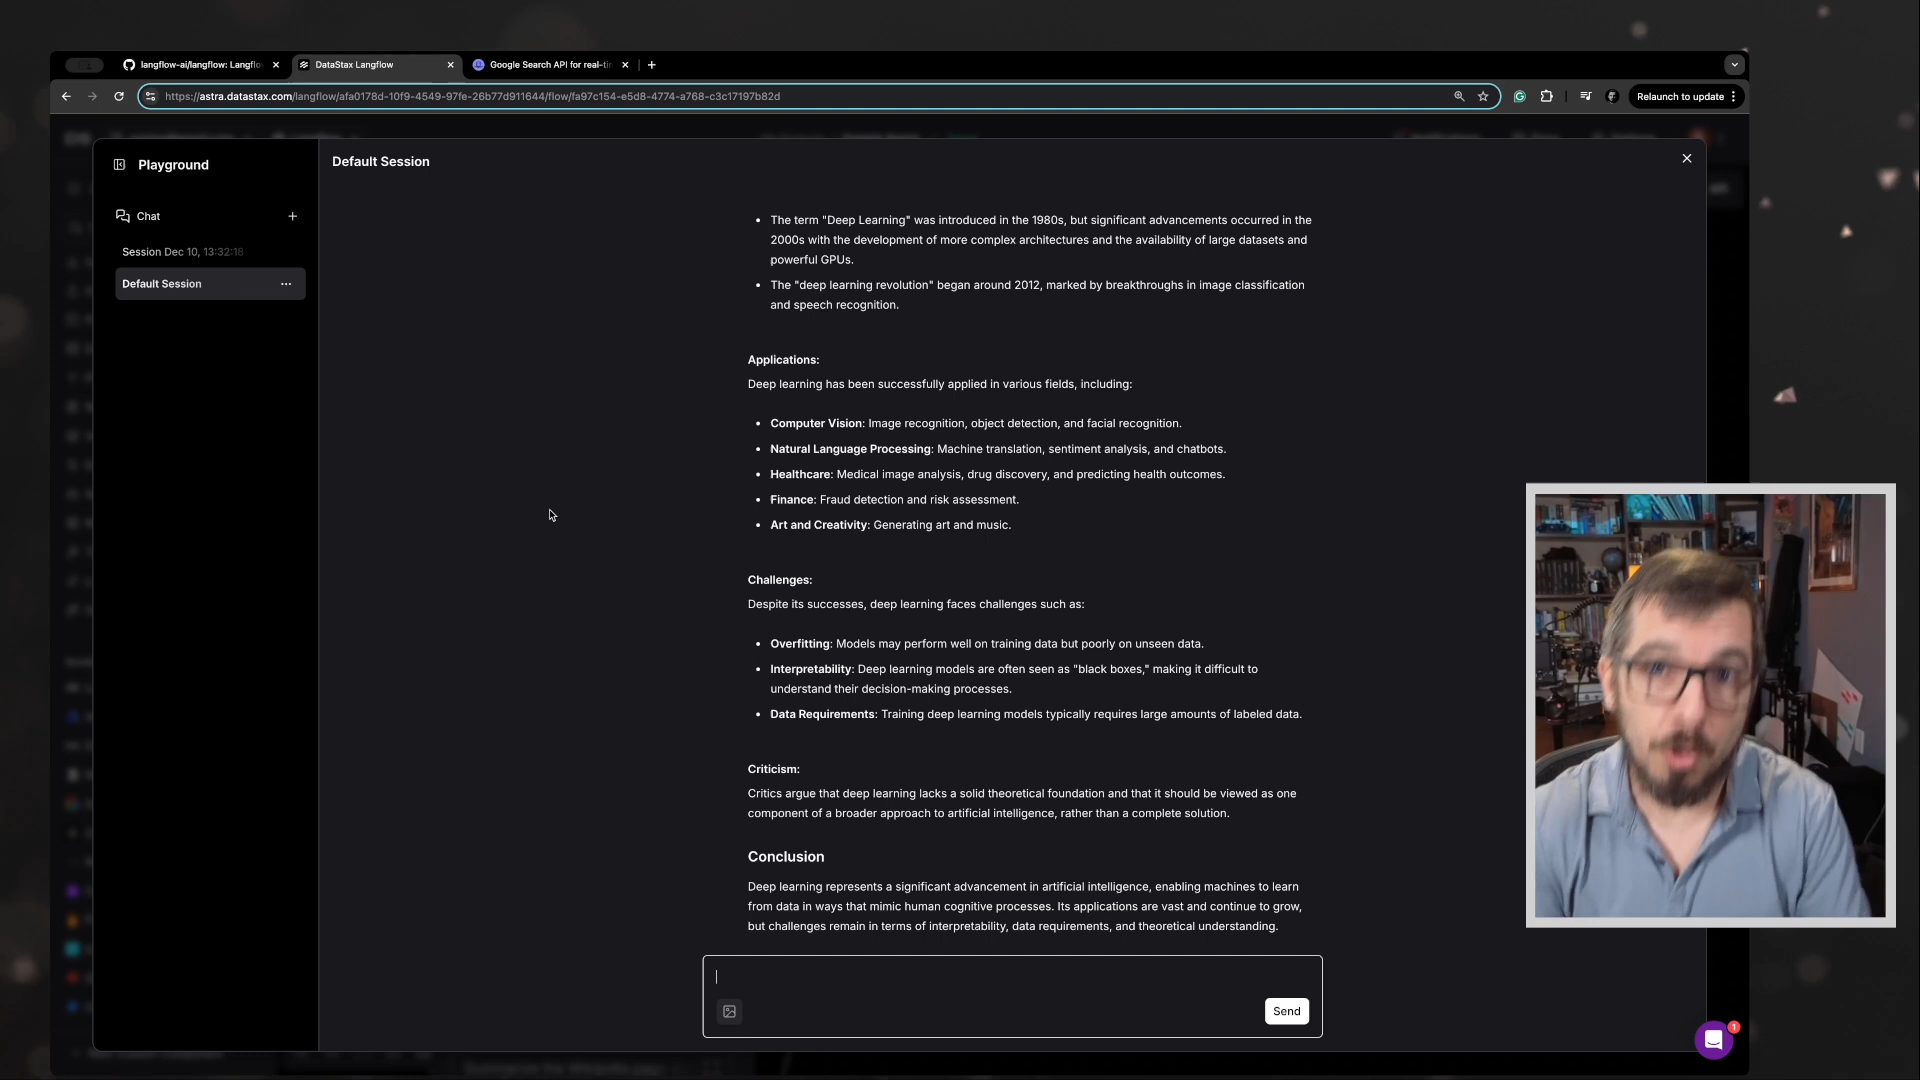 langflow-ai/langflow: Langflo
DataStax Langflow
Google Search API for real-tim
https://astra.datastax.com/langflow/afa0178d-10f9-4549-97fe-26b77d911644/flow/fa97c154-e5d8-4774-a768-c3c17197b82d
Relaunch to update
Playground
Default Session
Chat
Session Dec 10, 13:32:18
Default Session
The term "Deep Learning" was introduced in the 1980s, but significant advancements occurred in the
2000s with the development of more complex architectures and the availability of large datasets and
powerful GPUs.
The "deep learning revolution" began around 2012, marked by breakthroughs in image classification
and speech recognition.
Applications:
Deep learning has been successfully applied in various fields, including:
Computer Vision: Image recognition, object detection, and facial recognition.
Natural Language Processing: Machine translation, sentiment analysis, and chatbots.
Healthcare: Medical image analysis, drug discovery, and predicting health outcomes.
Finance: Fraud detection and risk assessment.
Art and Creativity: Generating art and music.
Challenges:
Despite its successes, deep learning faces challenges such as:
Overfitting: Models may perform well on training data but poorly on unseen data.
Interpretability: Deep learning models are often seen as "black boxes," making it difficult to
understand their decision-making processes.
Data Requirements: Training deep learning models typically requires large amounts of labeled data.
Criticism:
Critics argue that deep learning lacks a solid theoretical foundation and that it should be viewed as one
component of a broader approach to artificial intelligence, rather than a complete solution.
Conclusion
Deep learning represents a significant advancement in artificial intelligence, enabling machines to learn
from data in ways that mimic human cognitive processes. Its applications are vast and continue to grow,
but challenges remain in terms of interpretability, data requirements, and theoretical understanding.
Send
1